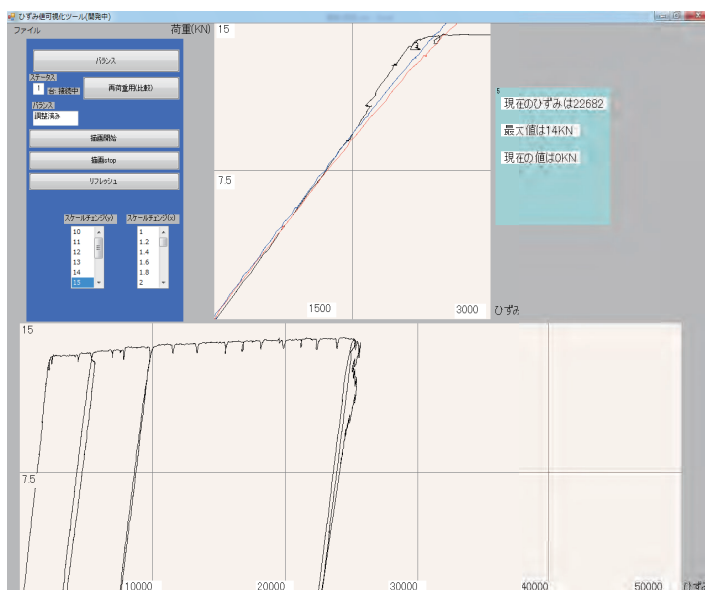 ひずみ値可視化ツール(開発中)
ファイル
バランス
ステータス
1 台:接続中
再荷重用(比較)
バランス
調整済み
描画開始
描画stop
リフレッシュ
スケールチェンジ(y)
スケールチェンジ(x)
10
11
12
13
14
15
1
1.2
1.4
1.6
1.8
2
荷重(KN)
15
7.5
1500
3000
ひずみ
5
現在のひずみは22682
最大値は14KN
現在の値は0KN
15
7.5
10000
20000
30000
40000
50000
ひずみ